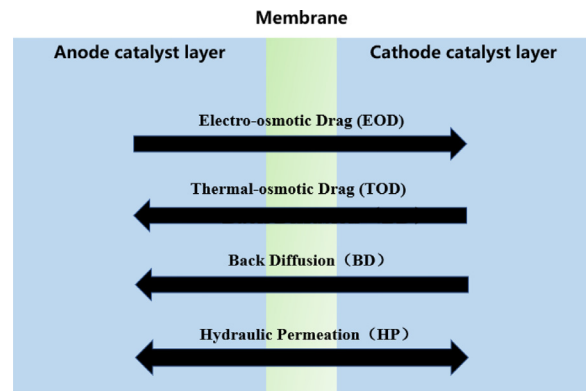 Membrane
Anode catalyst layer Cathode catalyst layer
Electro-osmotic Drag (EOD)
Thermal-osmotic Drag (TOD)
Back Diffusion（BD）
Hydraulic Permeation（HP）